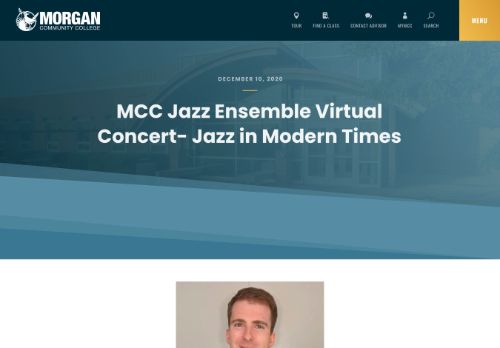 MORGAN
COMMUNITY COLLEGE
TOUR
FIND A CLASS
CONTACT ADVISOR
MYMCC
SEARCH
MENU
DECEMBER 10, 2020
MCC Jazz Ensemble Virtual
Concert- Jazz in Modern Times